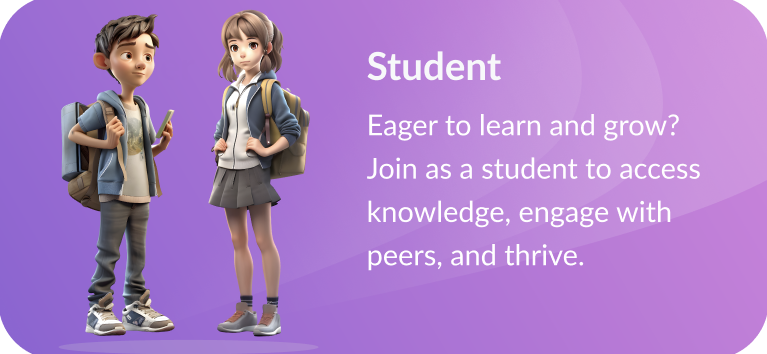 Student
Eager to learn and grow?
Join as a student to access
knowledge, engage with
peers, and thrive.